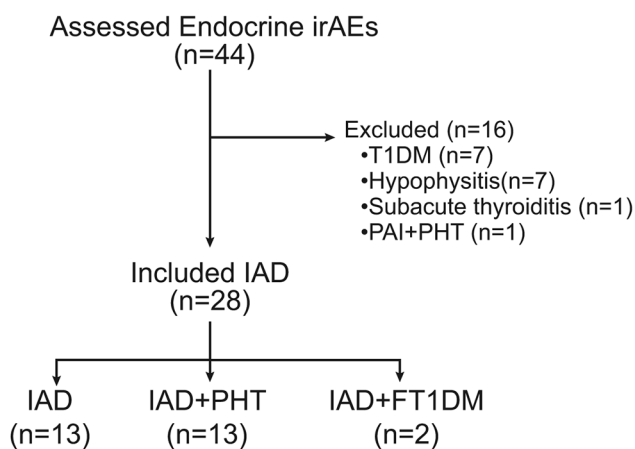 Assessed Endocrine irAEs
(n=44)
Excluded (n=16)
•T1DM (n=7)
•Hypophysitis(n=7)
•Subacute thyroiditis (n=1)
•PAI+PHT (n=1)
Included IAD
(n=28)
IAD
(n=13)
IAD+PHT
(n=13)
IAD+FT1DM
(n=2)